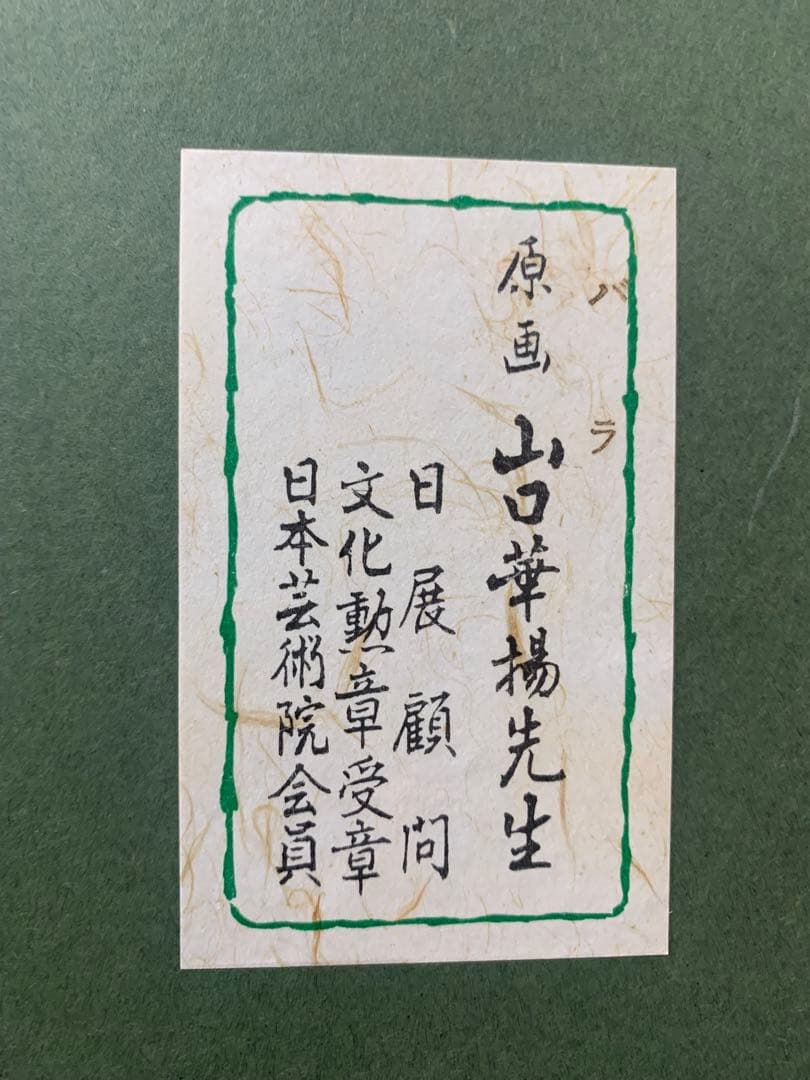 バラ
原画 山口華楊先生
日展顧問
文化勲章受章
日本芸術院会員